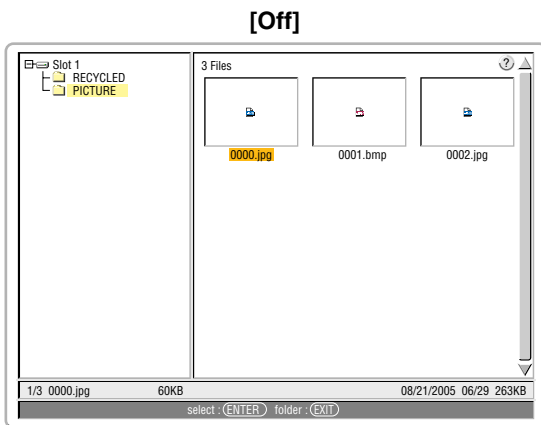 [Off]
Slot 1
RECYCLED
PICTURE
3 Files
?
0000.jpg 0001.bmp 0002.jpg
1/3 0000.jpg 60KB 08/21/2005 06/29 263KB
select : ENTER folder : EXIT